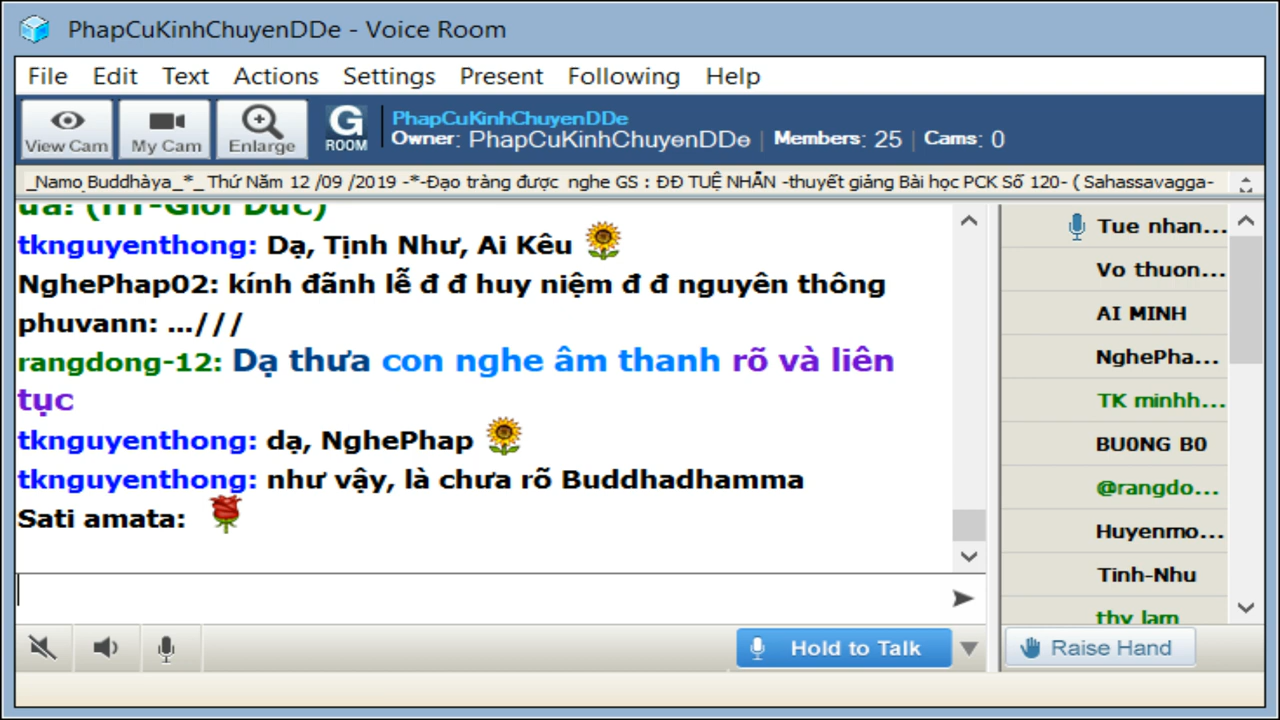 PhapCuKinhChuyenDDe - Voice Room
File Edit Text Actions Settings Present Following Help
View Cam My Cam Enlarge G ROOM
PhapCuKinhChuyenDDe
Owner: PhapCuKinhChuyenDDe | Members: 25 | Cams: 0
_Namo Buddhàya_*_ Thứ Năm 12 /09 /2019 -*-Đạo tràng được nghe GS : ĐĐ TUỆ NHẪN -thuyết giảng Bài học PCK Số 120- ( Sahassavagga-
tknguyenthong: Dạ, Tịnh Như, Ai Kêu
NghePhap02: kính đãnh lễ đ đ huy niệm đ đ nguyên thông
phuvann: ...///
rangdong-12: Dạ thưa con nghe âm thanh rõ và liên
tục
tknguyenthong: dạ, NghePhap
tknguyenthong: như vậy, là chưa rõ Buddhadhamma
Sati amata:
Hold to Talk
Tue nhan...
Vo thuon...
AI MINH
NghePha...
TK minhh...
BU0NG B0
@rangdo...
Huyenmo...
Tinh-Nhu
thy lam
Raise Hand